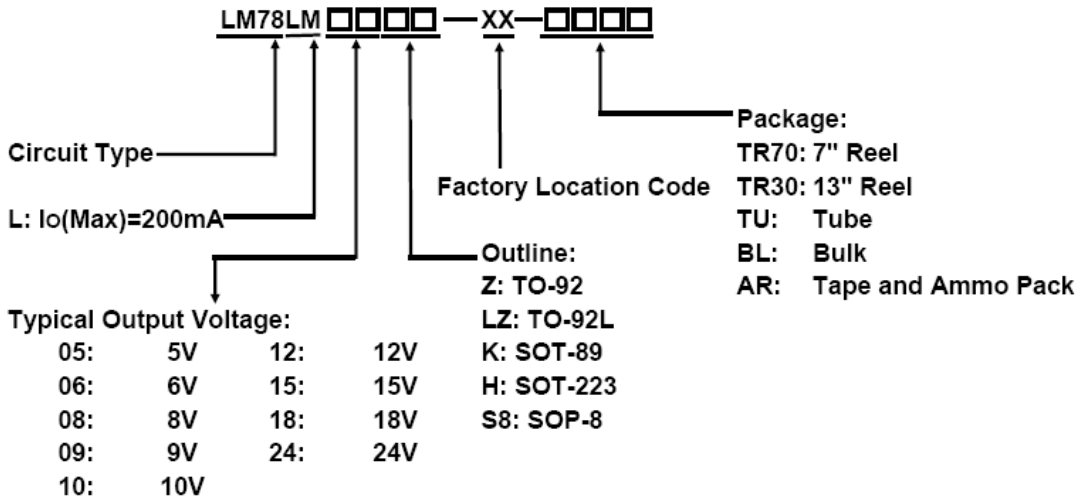 LM78LM □□□□ — XX — □□□□
Circuit Type
L: Io(Max)=200mA
Typical Output Voltage:
05: 5V 12: 12V
06: 6V 15: 15V
08: 8V 18: 18V
09: 9V 24: 24V
10: 10V
Factory Location Code
Outline:
Z: TO-92
LZ: TO-92L
K: SOT-89
H: SOT-223
S8: SOP-8
Package:
TR70: 7" Reel
TR30: 13" Reel
TU: Tube
BL: Bulk
AR: Tape and Ammo Pack